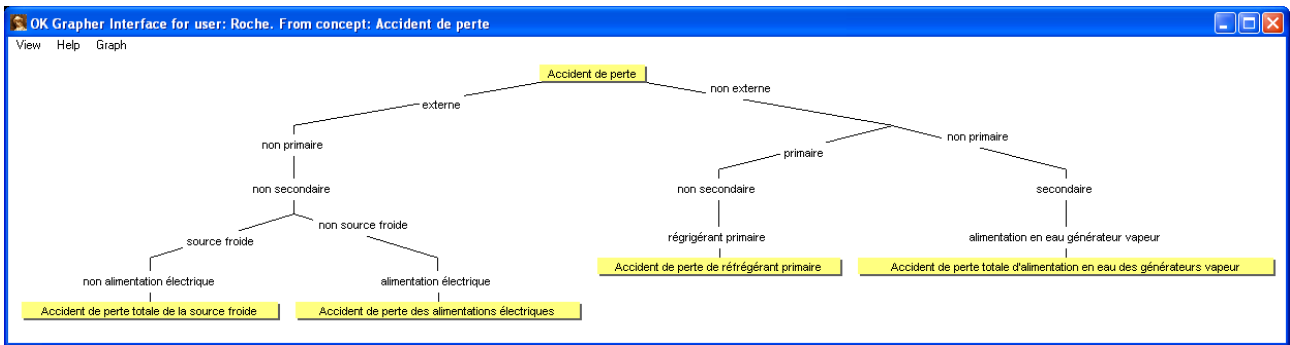 OK Grapher Interface for user: Roche. From concept: Accident de perte
View Help Graph
Accident de perte
externe
non externe
non primaire
primaire
non primaire
non secondaire
non secondaire
secondaire
source froide
non source froide
régrigérant primaire
alimentation en eau générateur vapeur
non alimentation électrique
alimentation électrique
Accident de perte de réfrégérant primaire
Accident de perte totale d'alimentation en eau des générateurs vapeur
Accident de perte totale de la source froide
Accident de perte des alimentations électriques